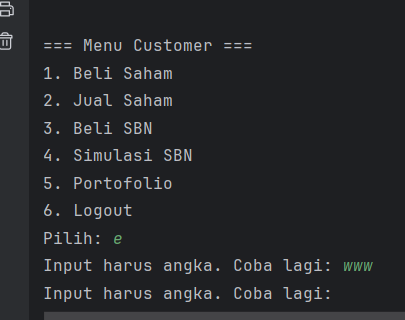 === Menu Customer ===
1. Beli Saham
2. Jual Saham
3. Beli SBN
4. Simulasi SBN
5. Portofolio
6. Logout
Pilih: e
Input harus angka. Coba lagi: www
Input harus angka. Coba lagi: